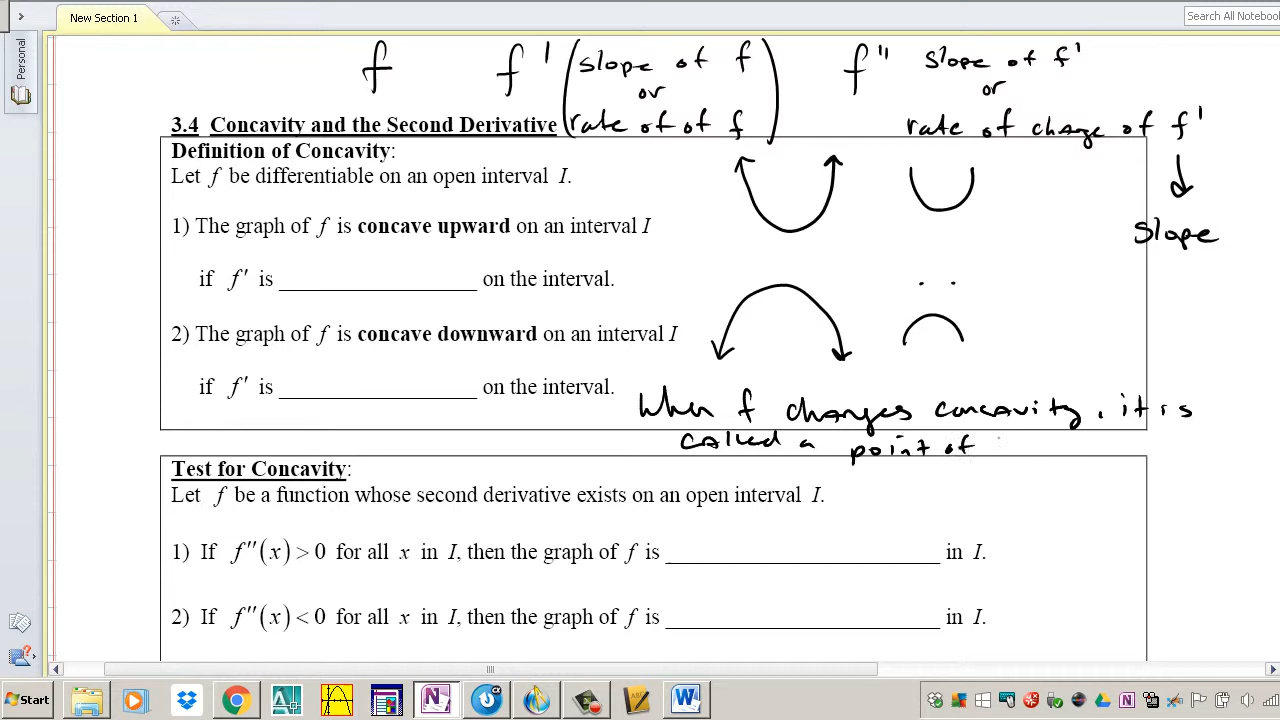 New Section 1
Search All Notebook
Personal
f f' (slope of f f'' slope of f'
or or
rate of of f) rate of change of f'
slope
3.4 Concavity and the Second Derivative
Definition of Concavity:
Let f be differentiable on an open interval I.
1) The graph of f is concave upward on an interval I
if f' is __________________ on the interval.
2) The graph of f is concave downward on an interval I
if f' is __________________ on the interval.
When f changes concavity, it is
called a point of
Test for Concavity:
Let f be a function whose second derivative exists on an open interval I.
1) If f''(x) > 0 for all x in I, then the graph of f is _________________________ in I.
2) If f''(x) < 0 for all x in I, then the graph of f is _________________________ in I.
Start